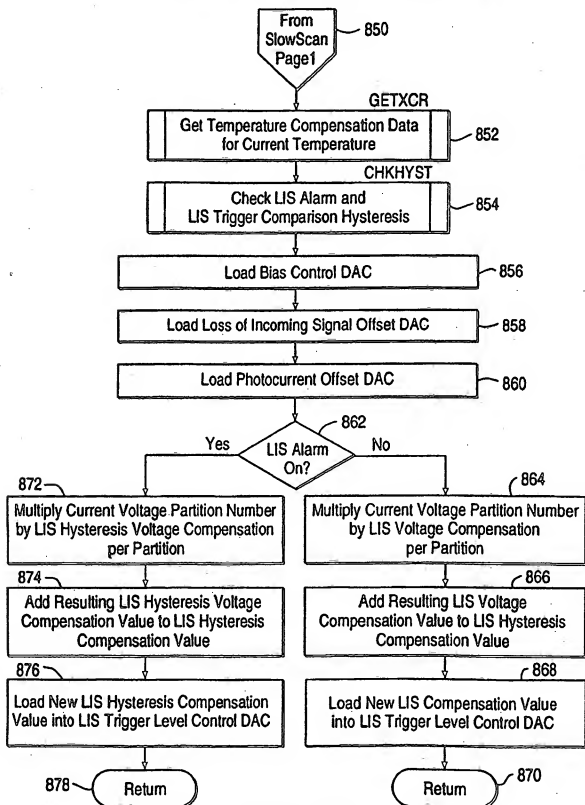 From
SlowScan
Page1
850
GETXCR
Get Temperature Compensation Data
for Current Temperature
852
CHKHYST
Check LIS Alarm and
LIS Trigger Comparison Hysteresis
854
Load Bias Control DAC
856
Load Loss of Incoming Signal Offset DAC
858
Load Photocurrent Offset DAC
860
862
LIS Alarm
On?
Yes
No
872
Multiply Current Voltage Partition Number
by LIS Hysteresis Voltage Compensation
per Partition
864
Multiply Current Voltage Partition Number
by LIS Voltage Compensation
per Partition
874
Add Resulting LIS Hysteresis Voltage
Compensation Value to LIS Hysteresis
Compensation Value
866
Add Resulting LIS Voltage
Compensation Value to LIS Hysteresis
Compensation Value
876
Load New LIS Hysteresis Compensation
Value into LIS Trigger Level Control DAC
868
Load New LIS Compensation Value
into LIS Trigger Level Control DAC
878
Return
870
Return